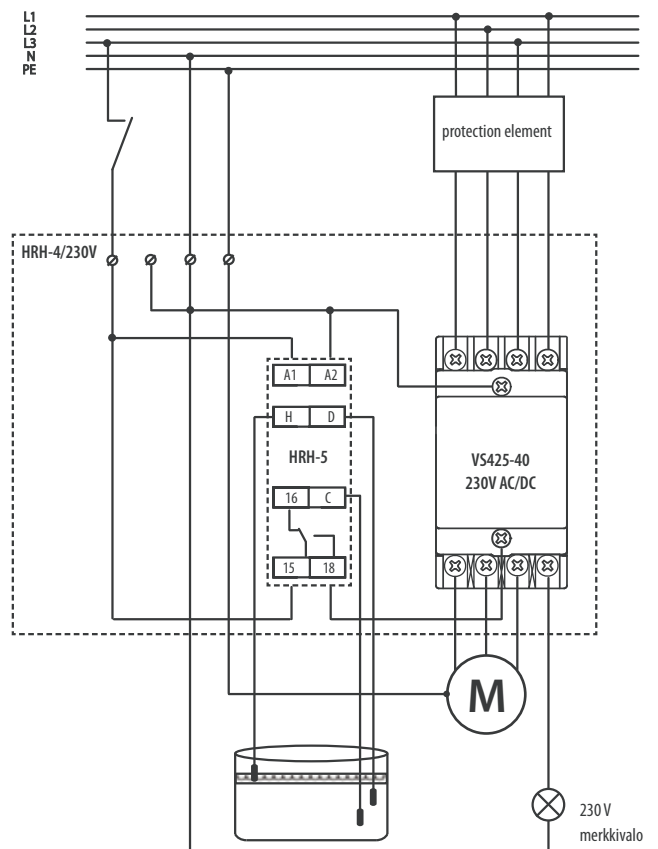 L1
L2
L3
N
PE
protection element
HRH-4/230V
A1 A2
H D
HRH-5
VS425-40
230V AC/DC
16 C
15 18
M
230 V
merkkivalo